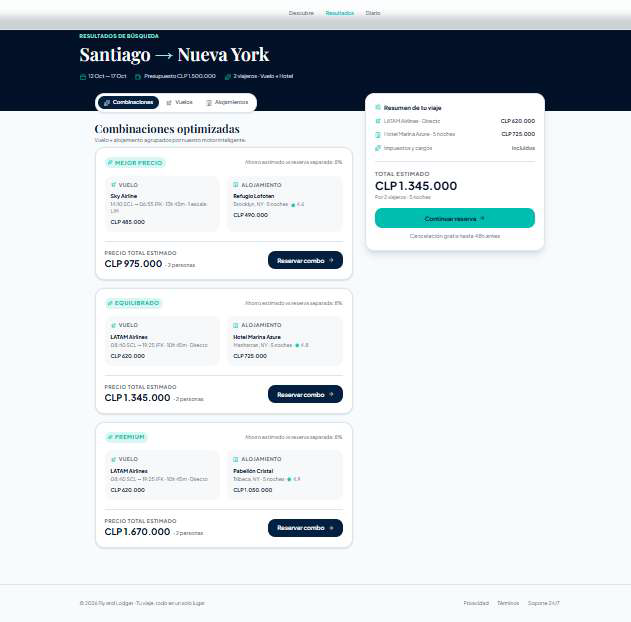 Descubre Resultados Diario
RESULTADOS DE BÚSQUEDA
Santiago → Nueva York
12 Oct — 17 Oct Presupuesto CLP 1.500.000 2 viajeros · Vuelo + Hotel
Combinaciones Vuelos Alojamientos
Combinaciones optimizadas
Vuelo + alojamiento agrupados por nuestro motor inteligente.
MEJOR PRECIO Ahorro estimado vs reserva separada: 8%
VUELO
Sky Airline
14:10 SCL — 06:55 JFK · 13h 45m · 1 escala ·
LIM
CLP 485.000
ALOJAMIENTO
Refugio Lofoten
Brooklyn, NY · 5 noches 4.6
CLP 490.000
PRECIO TOTAL ESTIMADO
CLP 975.000 · 2 personas
Reservar combo →
EQUILIBRADO Ahorro estimado vs reserva separada: 8%
VUELO
LATAM Airlines
08:40 SCL — 19:25 JFK · 10h 45m · Directo
CLP 620.000
ALOJAMIENTO
Hotel Marina Azure
Manhattan, NY · 5 noches 4.8
CLP 725.000
PRECIO TOTAL ESTIMADO
CLP 1.345.000 · 2 personas
Reservar combo →
PREMIUM Ahorro estimado vs reserva separada: 8%
VUELO
LATAM Airlines
08:40 SCL — 19:25 JFK · 10h 45m · Directo
CLP 620.000
ALOJAMIENTO
Pabellón Cristal
Tribeca, NY · 5 noches 4.9
CLP 1.050.000
PRECIO TOTAL ESTIMADO
CLP 1.670.000 · 2 personas
Reservar combo →
Resumen de tu viaje
LATAM Airlines · Directo CLP 620.000
Hotel Marina Azure · 5 noches CLP 725.000
Impuestos y cargos Incluidos
TOTAL ESTIMADO
CLP 1.345.000
Por 2 viajeros · 5 noches
Continuar reserva →
Cancelación gratis hasta 48h antes
© 2026 Fly and Lodger · Tu viaje, todo en un solo lugar.
Privacidad Términos Soporte 24/7